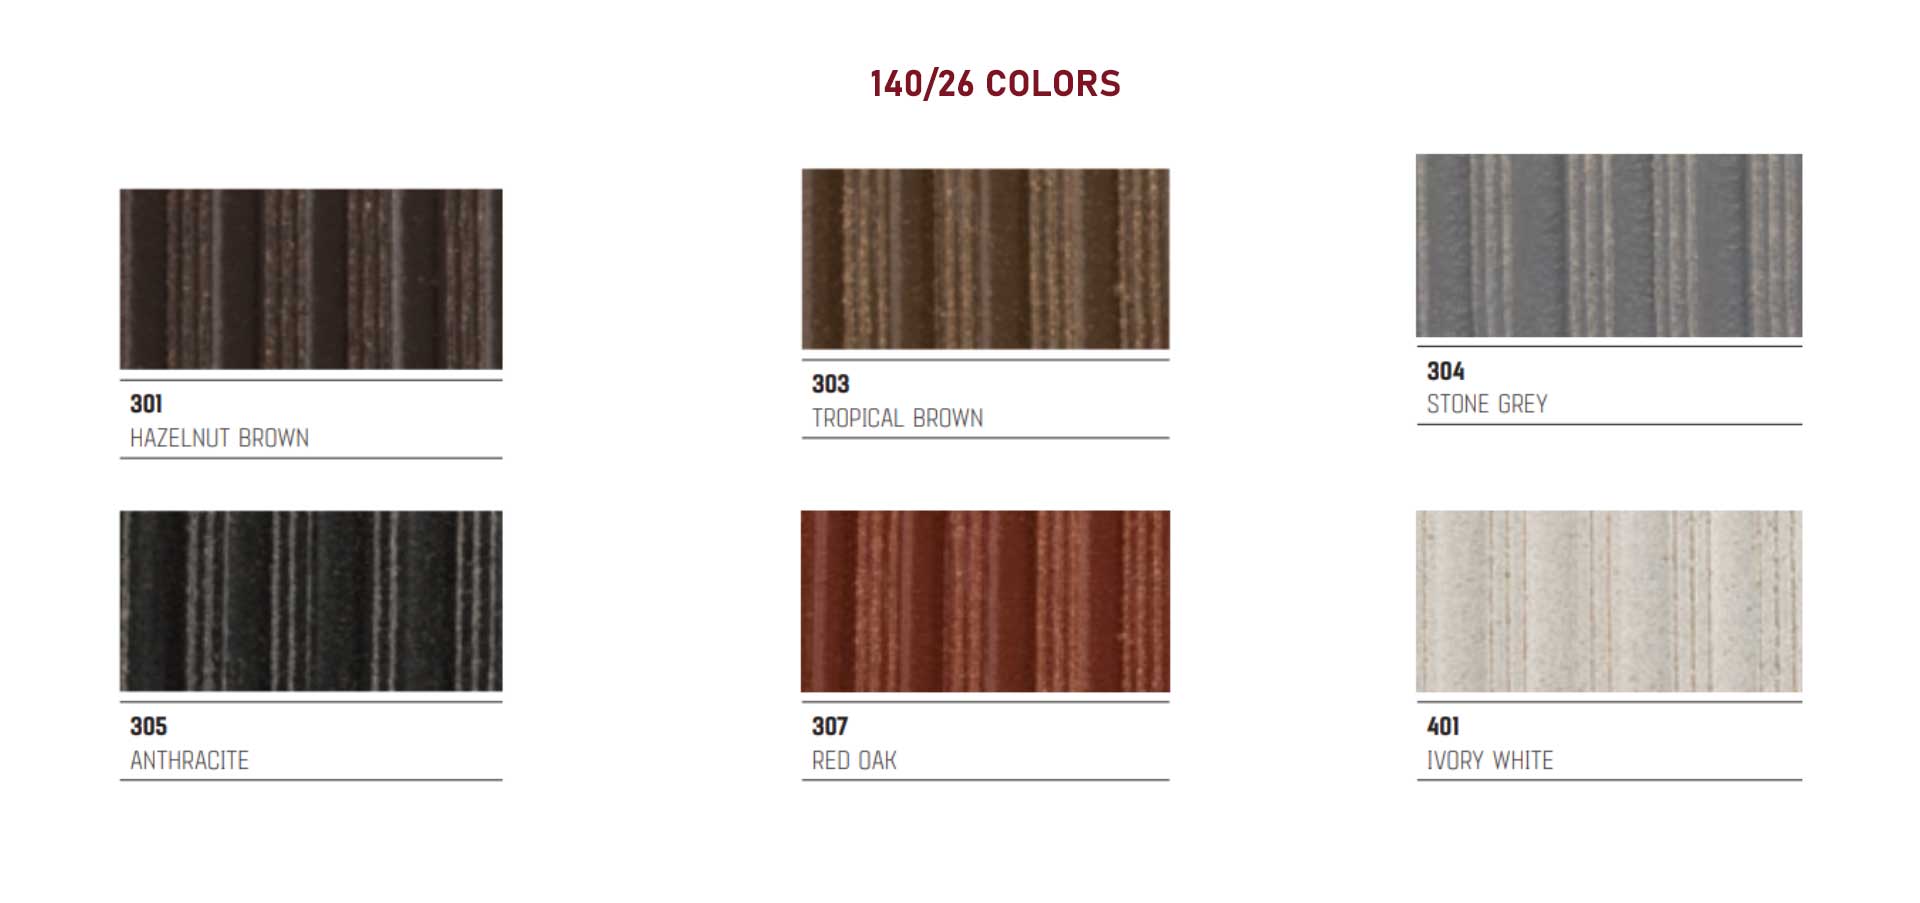 140/26 COLORS
301
HAZELNUT BROWN
303
TROPICAL BROWN
304
STONE GREY
305
ANTHRACITE
307
RED OAK
401
IVORY WHITE